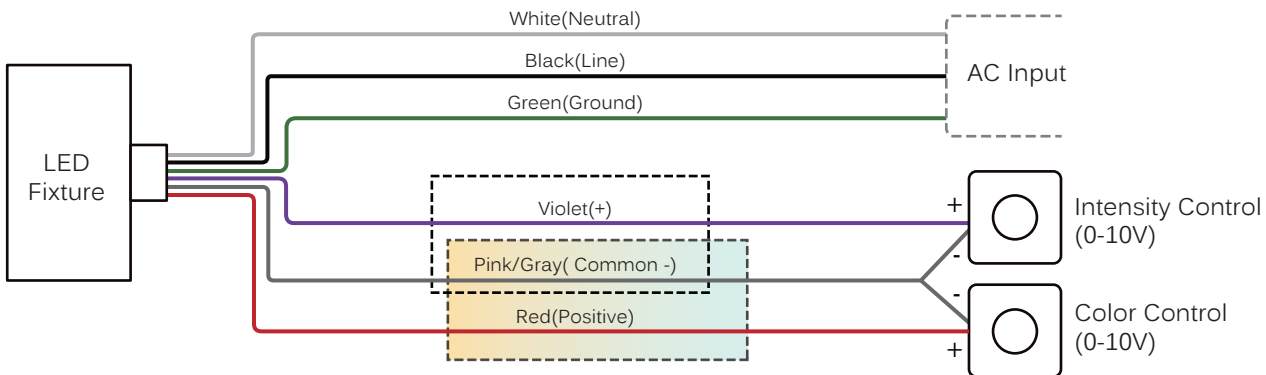 White(Neutral)
Black(Line)
AC Input
Green(Ground)
LED
Fixture
Violet(+)
+
Intensity Control
(0-10V)
-
Pink/Gray( Common -)
-
Red(Positive)
Color Control
(0-10V)
+